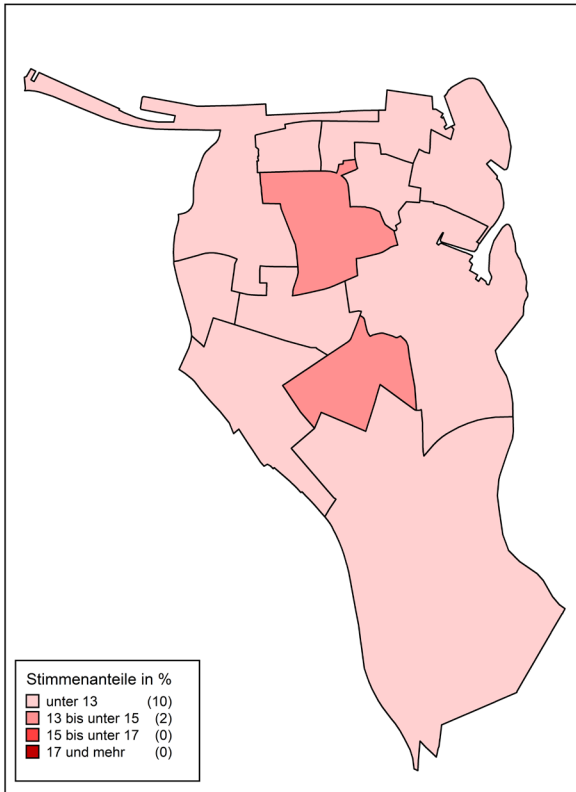 Stimmenanteile in %
unter 13 (10)
13 bis unter 15 (2)
15 bis unter 17 (0)
17 und mehr (0)